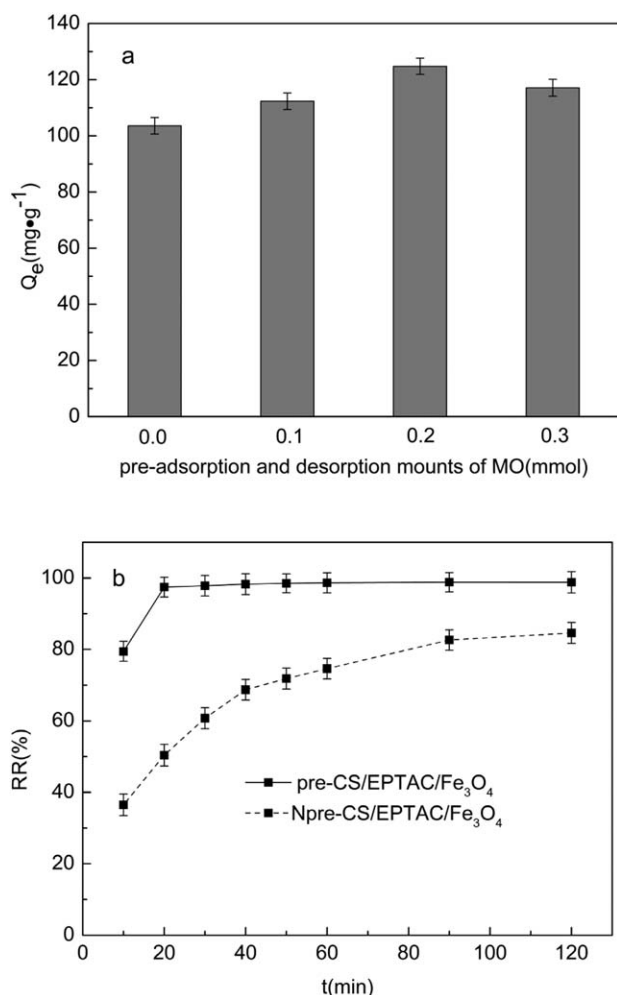 a
140
120
100
80
60
40
20
0
Qe(mg•g-1)
0.0 0.1 0.2 0.3
pre-adsorption and desorption mounts of MO(mmol)
b
100
80
60
40
20
0
RR(%)
pre-CS/EPTAC/Fe3O4
Npre-CS/EPTAC/Fe3O4
0 20 40 60 80 100 120
t(min)